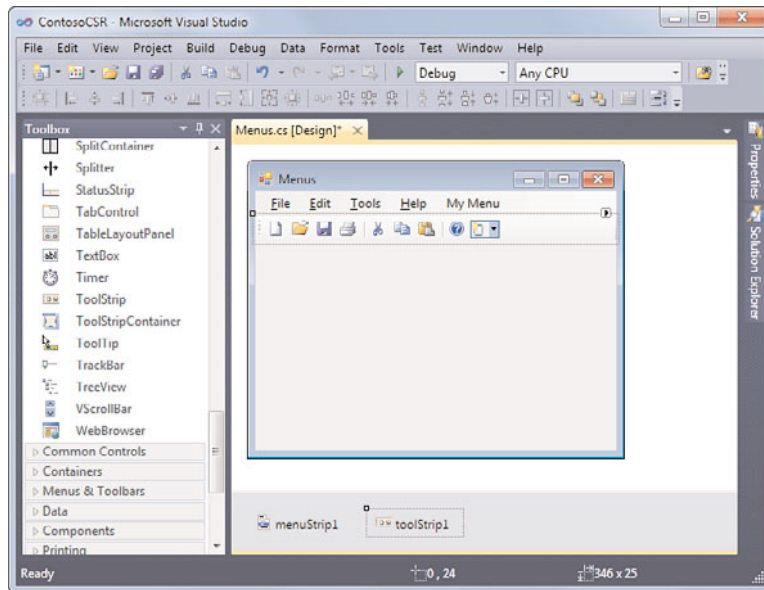 ContosoCSR - Microsoft Visual Studio
File Edit View Project Build Debug Data Format Tools Test Window Help
Debug Any CPU
Toolbox
SplitContainer
Splitter
StatusStrip
TabControl
TableLayoutPanel
TextBox
Timer
ToolStrip
ToolStripContainer
ToolTip
TrackBar
TreeView
VScrollBar
WebBrowser
Common Controls
Containers
Menus & Toolbars
Data
Components
Printing
Menus.cs [Design]*
Menus
File Edit Tools Help My Menu
menuStrip1 toolStrip1
Properties
Solution Explorer
Ready 0 , 24 346 x 25